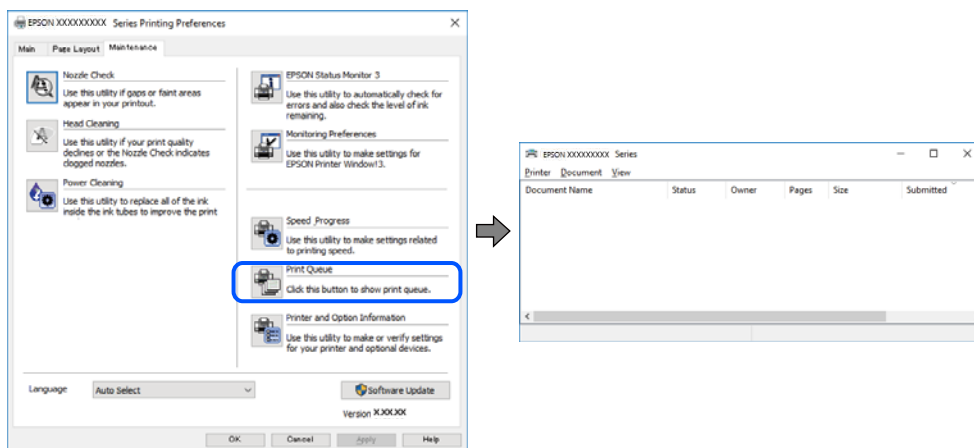 EPSON XXXXXXXXX Series Printing Preferences
Main Page Layout Maintenance
Nozzle Check
Use this utility if gaps or faint areas
appear in your printout.
Head Cleaning
Use this utility if your print quality
declines or the Nozzle Check indicates
clogged nozzles.
Power Cleaning
Use this utility to replace all of the ink
inside the ink tubes to improve the print
EPSON Status Monitor 3
Use this utility to automatically check for
errors and also check the level of ink
remaining.
Monitoring Preferences
Use this utility to make settings for
EPSON Printer Window!3.
Speed Progress
Use this utility to make settings related
to printing speed.
Print Queue
Click this button to show print queue.
Printer and Option Information
Use this utility to make or verify settings
for your printer and optional devices.
Language Auto Select Software Update
Version X.XX.XX
OK Cancel Apply Help
EPSON XXXXXXXXX Series
Printer Document View
Document Name Status Owner Pages Size Submitted